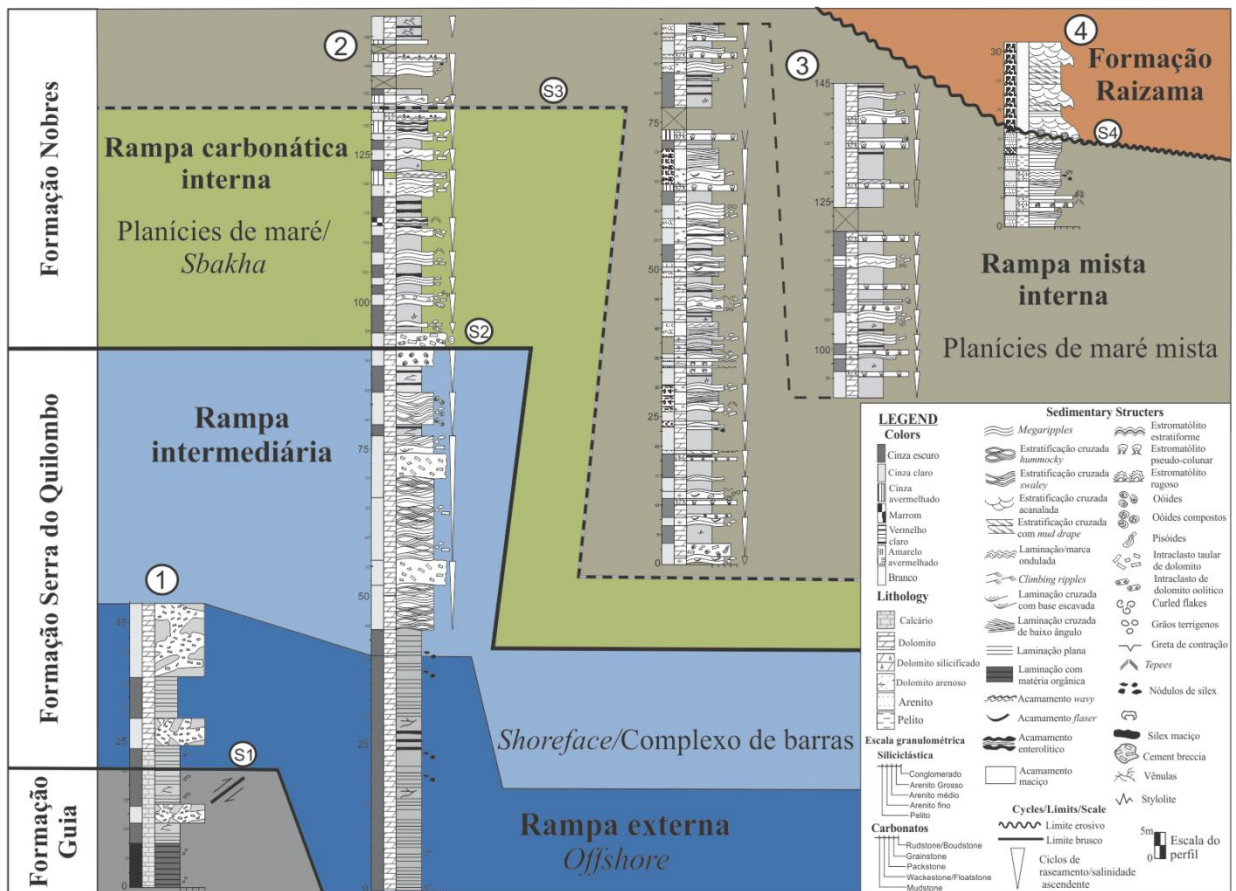 Formação Nobres
Formação Serra do Quilombo
Formação
Guia
1
2
3
4
S1
S2
S3
S4
Rampa carbonática
interna
Planícies de maré/
Sbakha
Rampa
intermediária
Shoreface/Complexo de barras
Rampa externa
Offshore
Formação
Raizama
Rampa mista
interna
Planícies de maré mista
45
25
0
125
100
75
50
25
75
50
25
0
145
125
100
30
0
LEGEND
Colors
Cinza escuro
Cinza claro
Cinza
avermelhado
Marrom
Vermelho
claro
Amarelo
avermelhado
Branco
Lithology
Calcário
Dolomito
Dolomito silicificado
Dolomito arenoso
Arenito
Pelito
Escala granulométrica
Siliciclástica
Conglomerado
Arenito Grosso
Arenito médio
Arenito fino
Pelito
Carbonatos
Rudstone/Boudstone
Grainstone
Packstone
Wackestone/Floatstone
Mudstone
Sedimentary Structers
Megaripples
Estratificação cruzada
hummocky
Estratificação cruzada
swaley
Estratificação cruzada
acanalada
Estratificação cruzada
com mud drape
Laminação/marca
ondulada
Climbing ripples
Laminação cruzada
com base escavada
Laminação cruzada
de baixo ângulo
Laminação plana
Laminação com
matéria orgânica
Acamamento wavy
Acamamento flaser
Acamamento
enterolítico
Acamamento
maciço
Estromatólito
estratiforme
Estromatólito
pseudo-colunar
Estromatólito
rugoso
Oóides
Oóides compostos
Pisóides
Intraclasto taular
de dolomito
Intraclasto de
dolomito oolítico
Curled flakes
Grãos terrigenos
Greta de contração
Tepees
Nódulos de sílex
Sílex maciço
Cement breccia
Vênulas
Stylolite
Cycles/Limits/Scale
Limite erosivo
Limite brusco
Ciclos de
raseamento/salinidade
ascendente
5m
0
Escala do
perfil